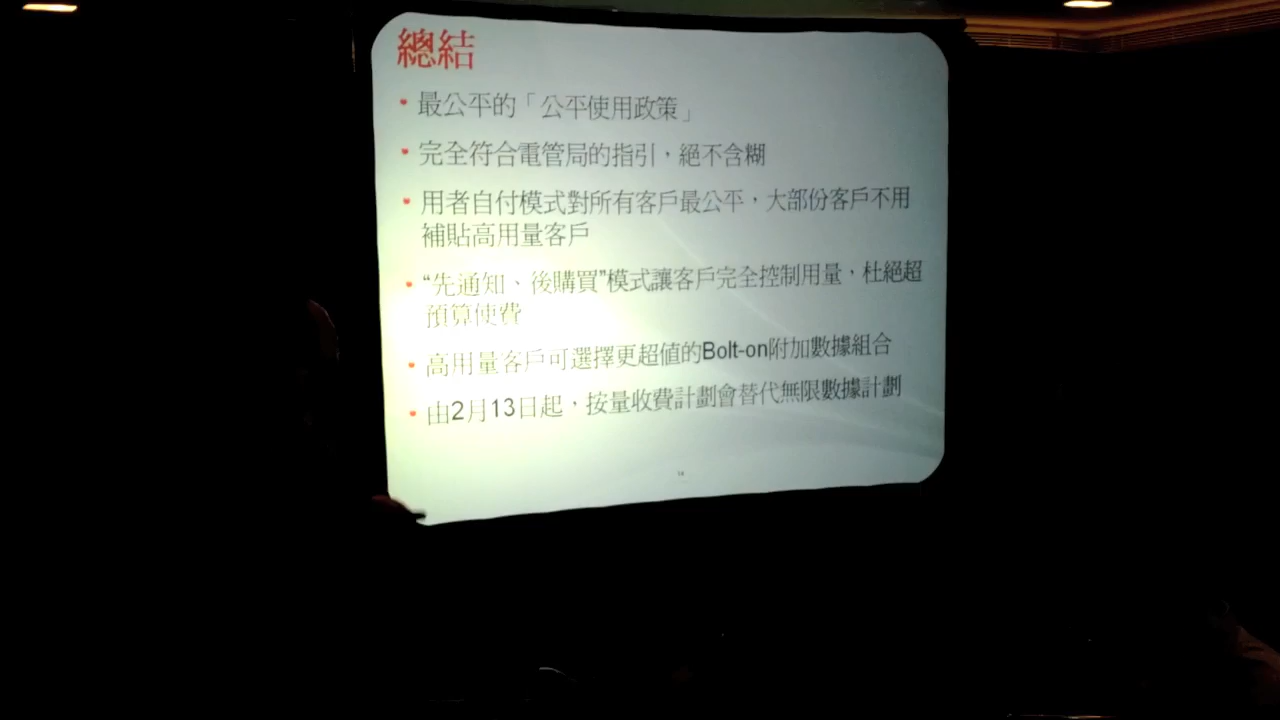 總結
• 最公平的「公平使用政策」
• 完全符合電管局的指引，絕不含糊
• 用者自付模式對所有客戶最公平，大部份客戶不用
補貼高用量客戶
• “先通知、後購買”模式讓客戶完全控制用量，杜絕超
預算使費
• 高用量客戶可選擇更超值的Bolt-on附加數據組合
• 由2月13日起，按量收費計劃會替代無限數據計劃
14